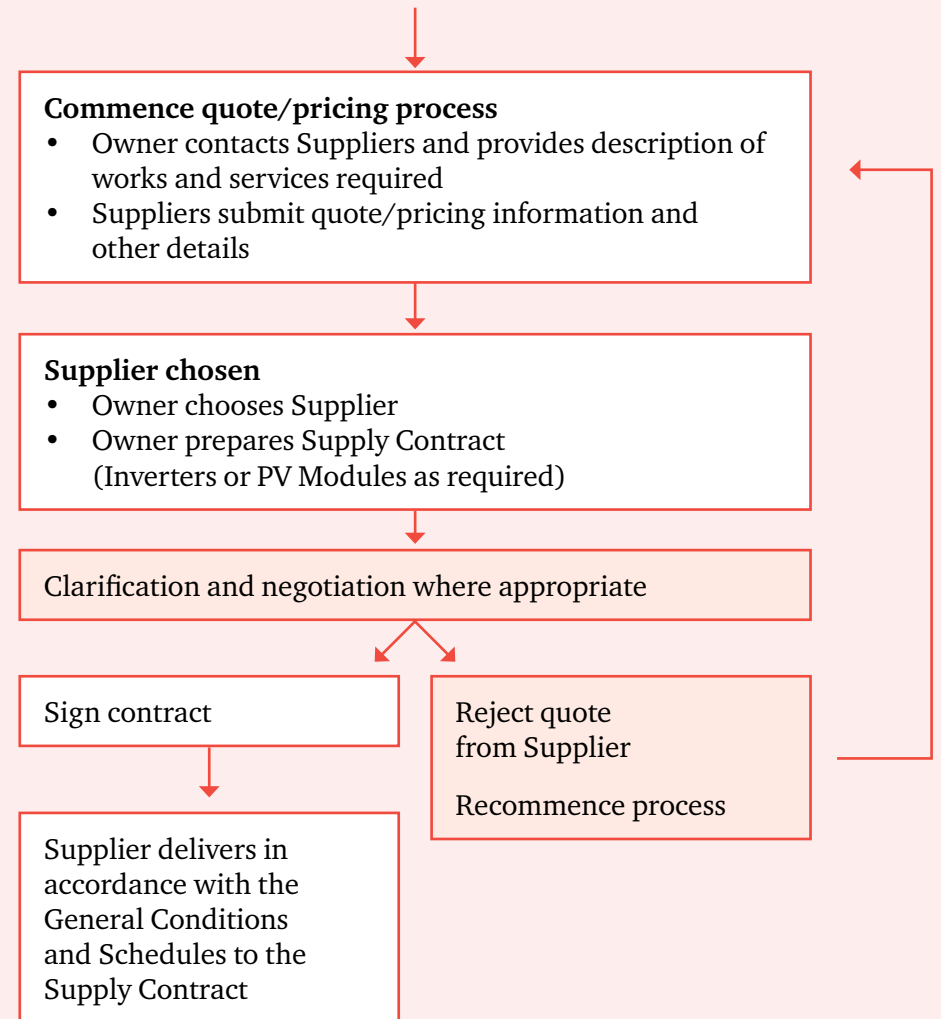 Commence quote/pricing process
• Owner contacts Suppliers and provides description of
works and services required
• Suppliers submit quote/pricing information and
other details
Supplier chosen
• Owner chooses Supplier
• Owner prepares Supply Contract
(Inverters or PV Modules as required)
Clarification and negotiation where appropriate
Sign contract
Reject quote
from Supplier
Recommence process
Supplier delivers in
accordance with the
General Conditions
and Schedules to the
Supply Contract